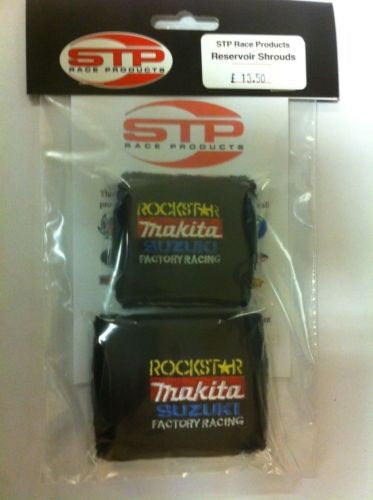 STP
RACE PRODUCTS
STP Race Products
Reservoir Shrouds
£ 13.50
STP
RACE PRODUCTS
ROCKSTAR
makita
SUZUKI
FACTORY RACING
ROCKSTAR
makita
SUZUKI
FACTORY RACING